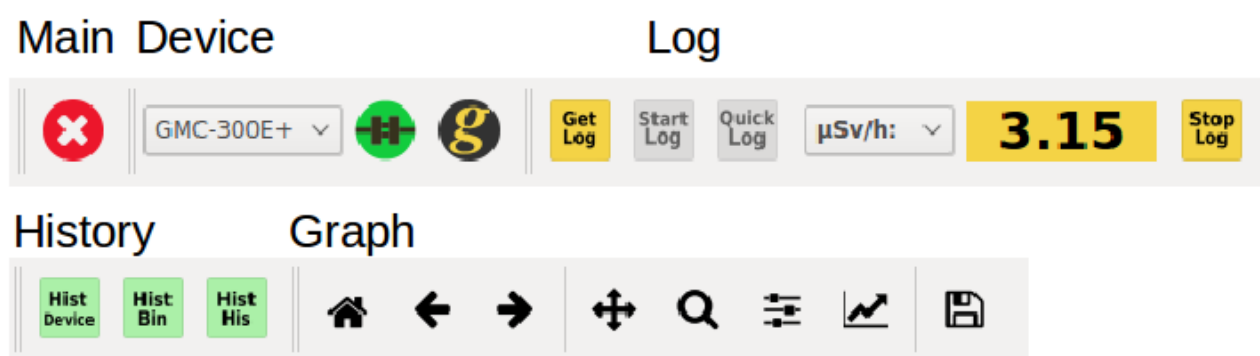 Main Device Log
GMC-300E+ g Get Log Start Log Quick Log µSv/h: 3.15 Stop Log
History Graph
Hist Device Hist Bin Hist His